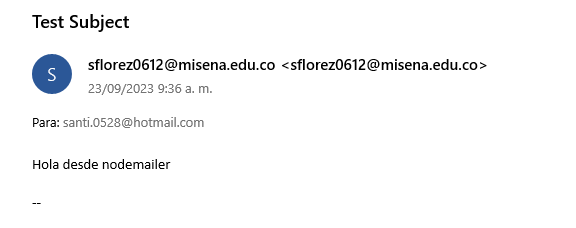 Test Subject
S
sflorez0612@misena.edu.co <sflorez0612@misena.edu.co>
23/09/2023 9:36 a. m.
Para: santi.0528@hotmail.com
Hola desde nodemailer
--